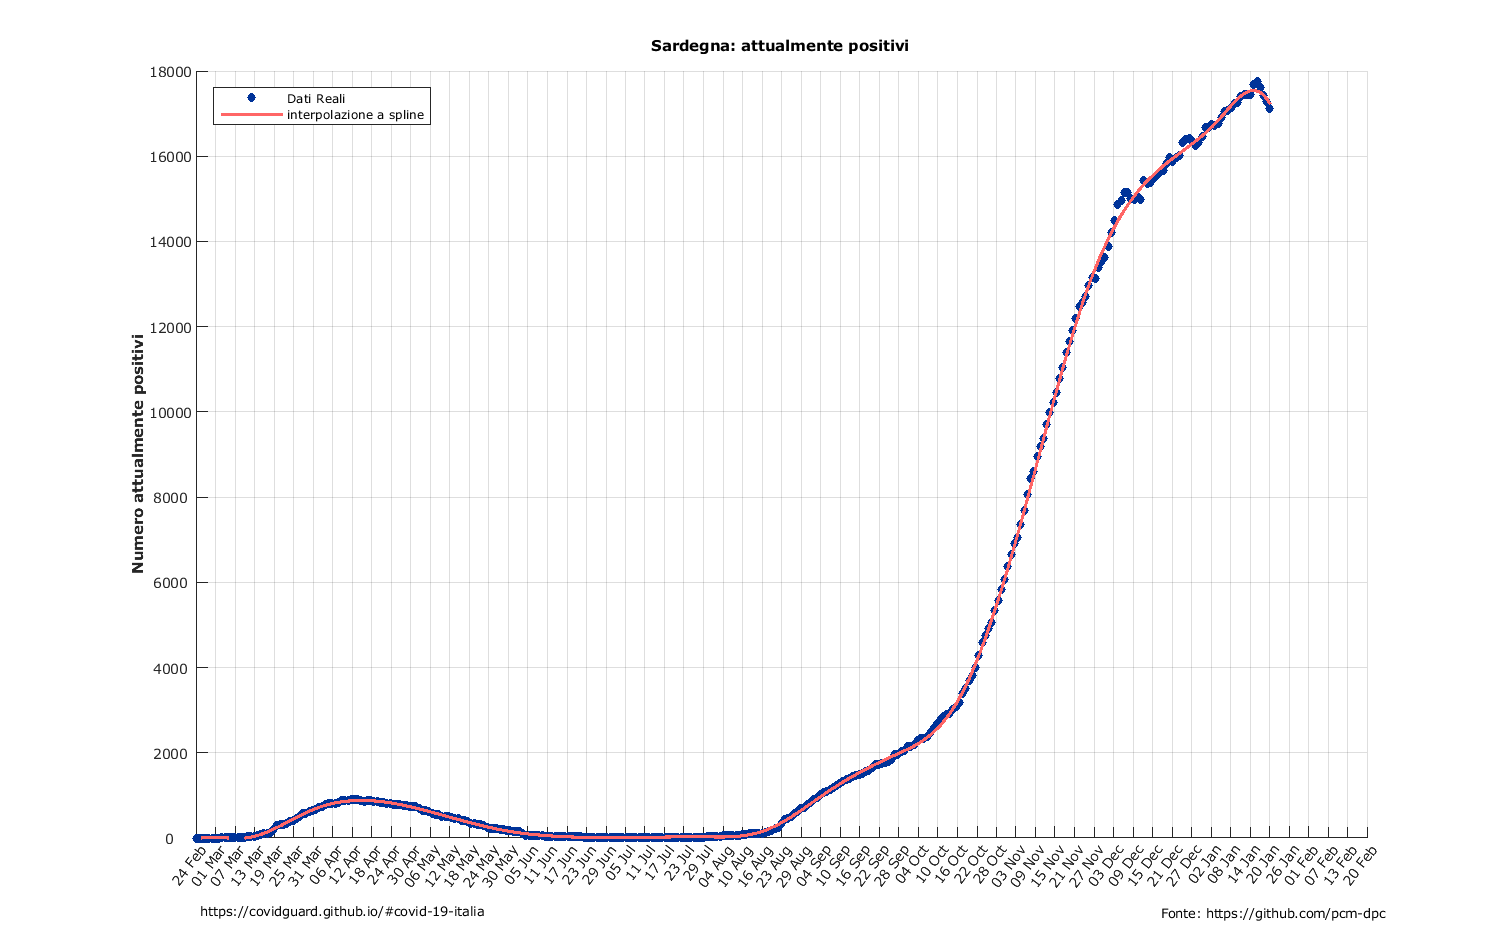 Sardegna: attualmente positivi
18000
16000
14000
12000
10000
8000
6000
4000
2000
0
Numero attualmente positivi
Dati Reali
interpolazione a spline
24 Feb
01 Mar
07 Mar
13 Mar
19 Mar
25 Mar
31 Mar
06 Apr
12 Apr
18 Apr
24 Apr
30 Apr
06 May
12 May
18 May
24 May
30 May
05 Jun
11 Jun
17 Jun
23 Jun
29 Jun
05 Jul
11 Jul
17 Jul
23 Jul
29 Jul
04 Aug
10 Aug
16 Aug
23 Aug
29 Aug
04 Sep
10 Sep
16 Sep
22 Sep
28 Sep
04 Oct
10 Oct
16 Oct
22 Oct
28 Oct
03 Nov
09 Nov
15 Nov
21 Nov
27 Nov
03 Dec
09 Dec
15 Dec
21 Dec
27 Dec
02 Jan
08 Jan
14 Jan
20 Jan
26 Jan
01 Feb
07 Feb
13 Feb
20 Feb
https://covidguard.github.io/#covid-19-italia
Fonte: https://github.com/pcm-dpc